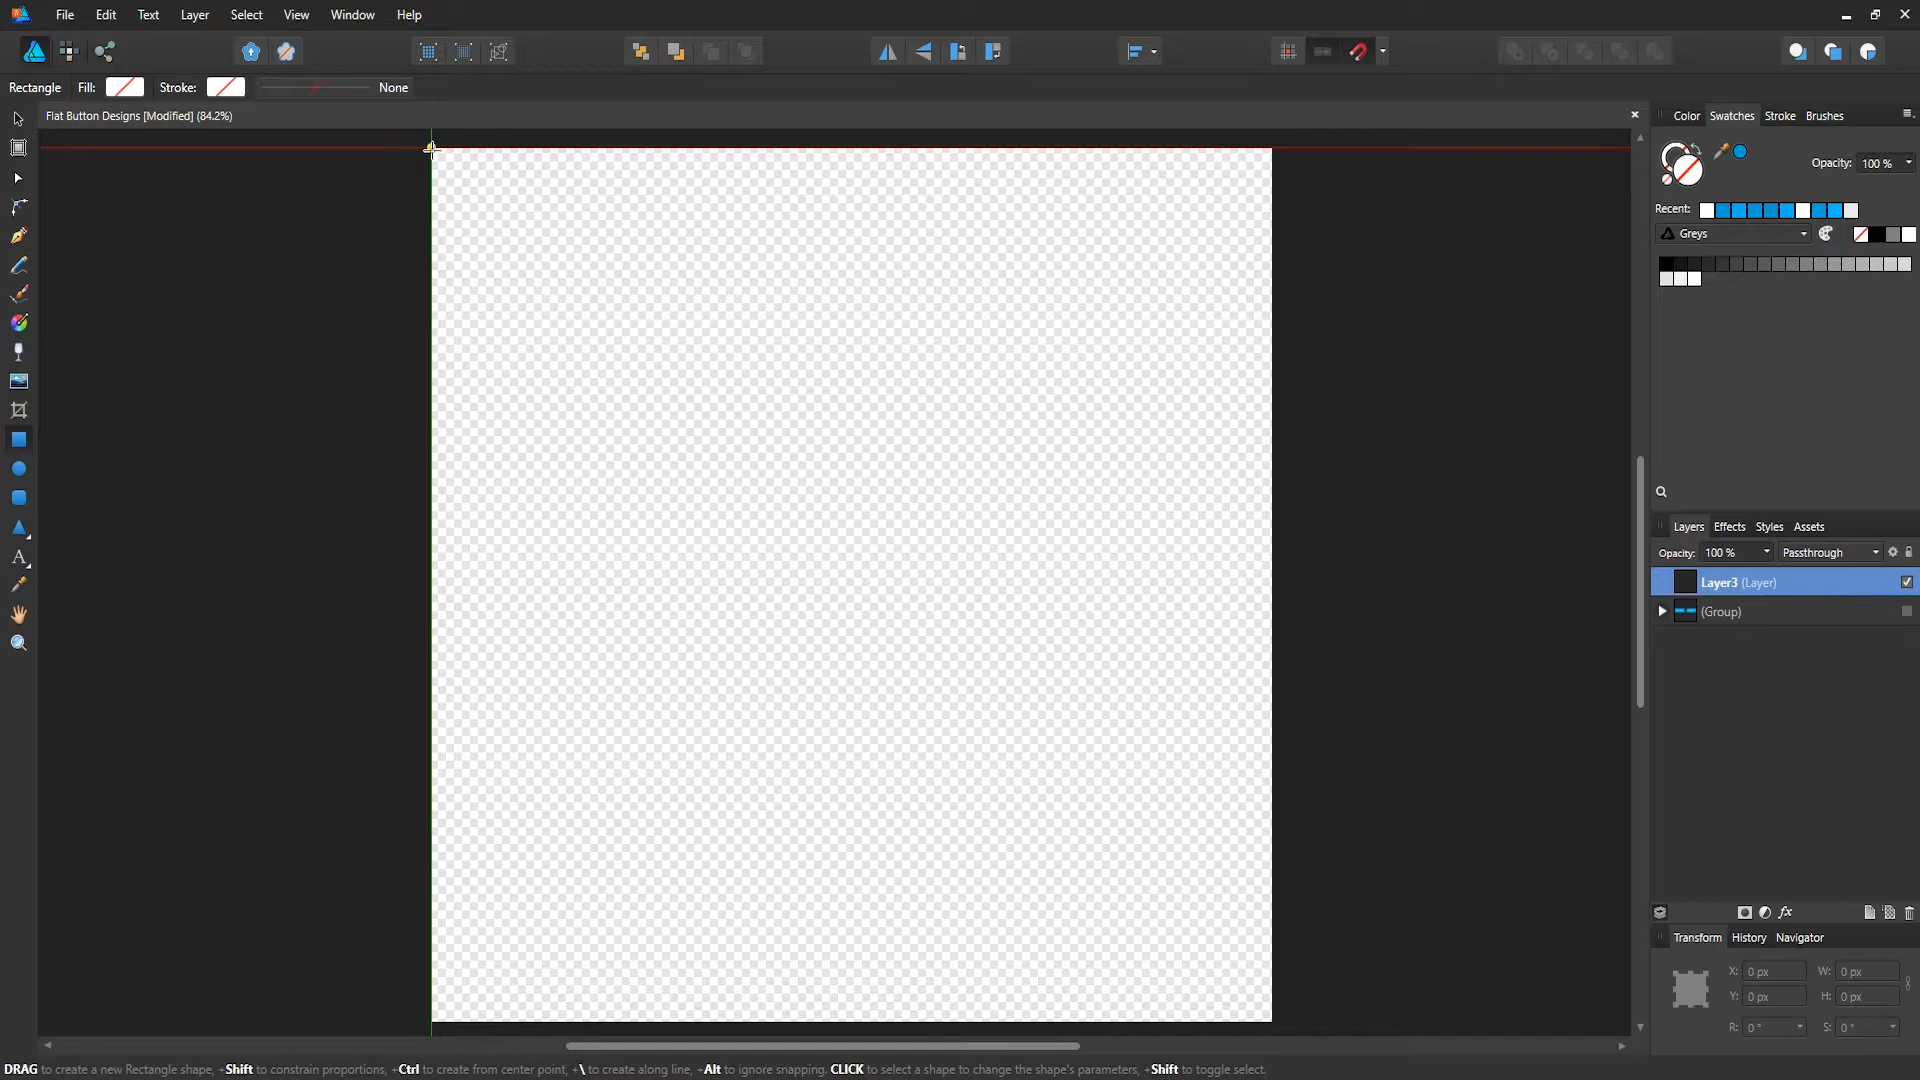 File Edit Text Layer Select View Window Help
Rectangle Fill: Stroke: None
Flat Button Designs [Modified] (84.2%)
Color Swatches Stroke Brushes
Opacity: 100 %
Recent:
Greys
Layers Effects Styles Assets
Opacity: 100 % Passthrough
Layer3 (Layer)
(Group)
fx
Transform History Navigator
X: 0 px W: 0 px
Y: 0 px H: 0 px
R: 0 ° S: 0 °
DRAG to create a new Rectangle shape, +Shift to constrain proportions, +Ctrl to create from center point, +\ to create along line, +Alt to ignore snapping. CLICK to select a shape to change the shape's parameters, +Shift to toggle select.